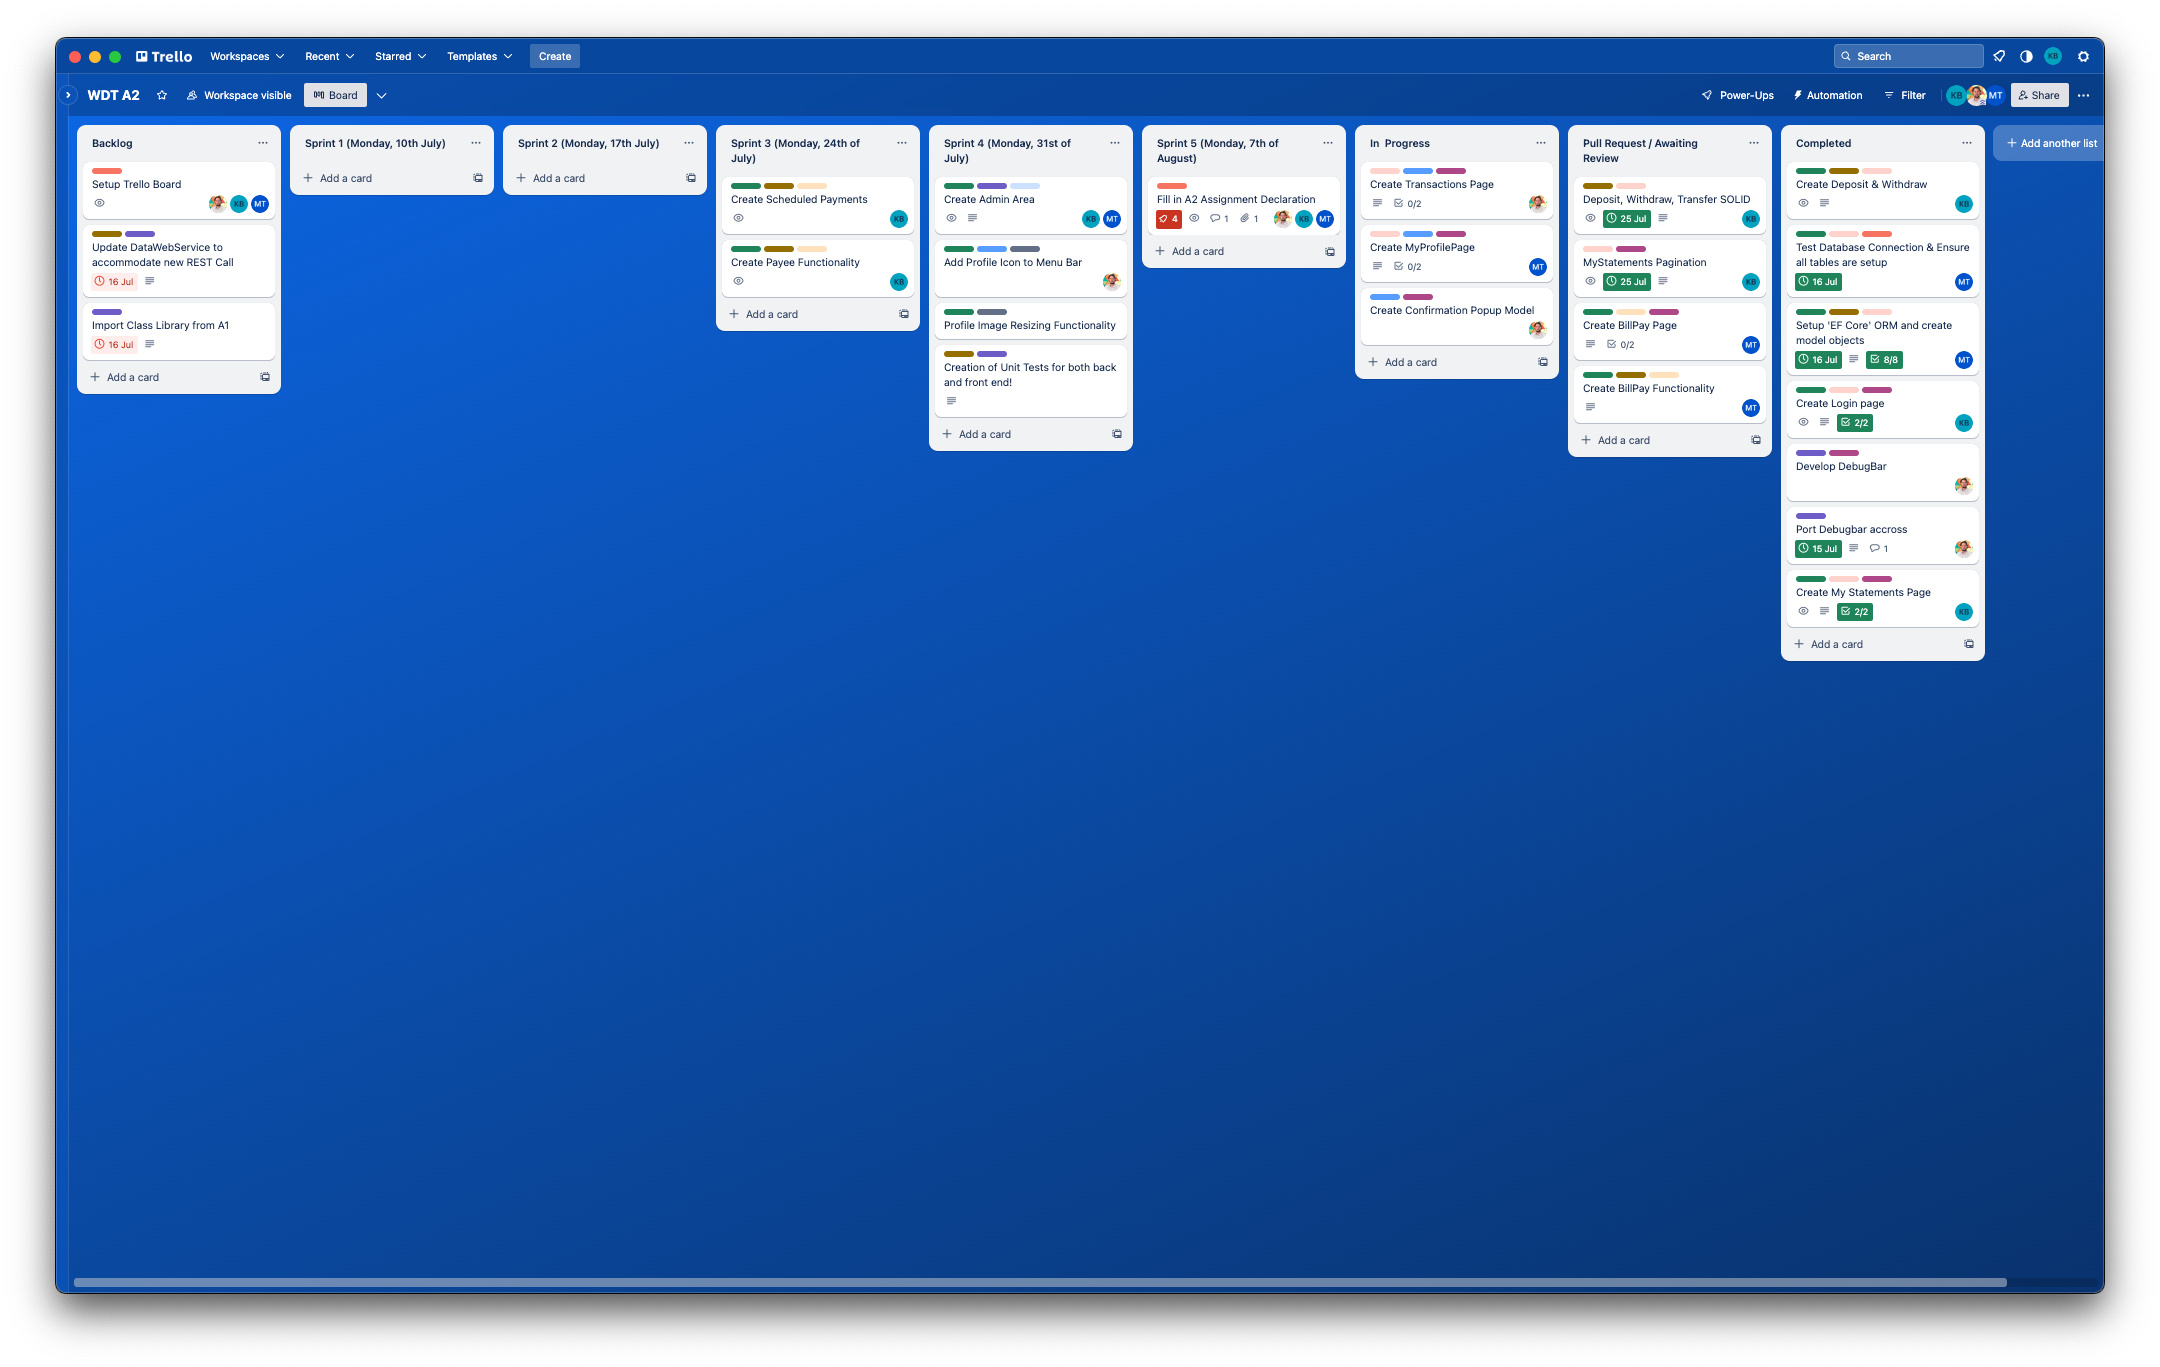 Trello
Workspaces
Recent
Starred
Templates
Create
Search
KB
WDT A2
Workspace visible
Board
Power-Ups
Automation
Filter
KB
MT
Share
Backlog
Setup Trello Board
KB
MT
Update DataWebService to
accommodate new REST Call
16 Jul
Import Class Library from A1
16 Jul
Add a card
Sprint 1 (Monday, 10th July)
Add a card
Sprint 2 (Monday, 17th July)
Add a card
Sprint 3 (Monday, 24th of
July)
Create Scheduled Payments
KB
Create Payee Functionality
KB
Add a card
Sprint 4 (Monday, 31st of
July)
Create Admin Area
KB
MT
Add Profile Icon to Menu Bar
Profile Image Resizing Functionality
Creation of Unit Tests for both back
and front end!
Add a card
Sprint 5 (Monday, 7th of
August)
Fill in A2 Assignment Declaration
4
1
1
KB
MT
Add a card
In Progress
Create Transactions Page
0/2
Create MyProfilePage
0/2
MT
Create Confirmation Popup Model
Add a card
Pull Request / Awaiting
Review
Deposit, Withdraw, Transfer SOLID
25 Jul
KB
MyStatements Pagination
25 Jul
KB
Create BillPay Page
0/2
MT
Create BillPay Functionality
MT
Add a card
Completed
Create Deposit & Withdraw
KB
Test Database Connection & Ensure
all tables are setup
16 Jul
MT
Setup 'EF Core' ORM and create
model objects
16 Jul
8/8
MT
Create Login page
2/2
KB
Develop DebugBar
Port Debugbar accross
15 Jul
1
Create My Statements Page
2/2
KB
Add a card
Add another list